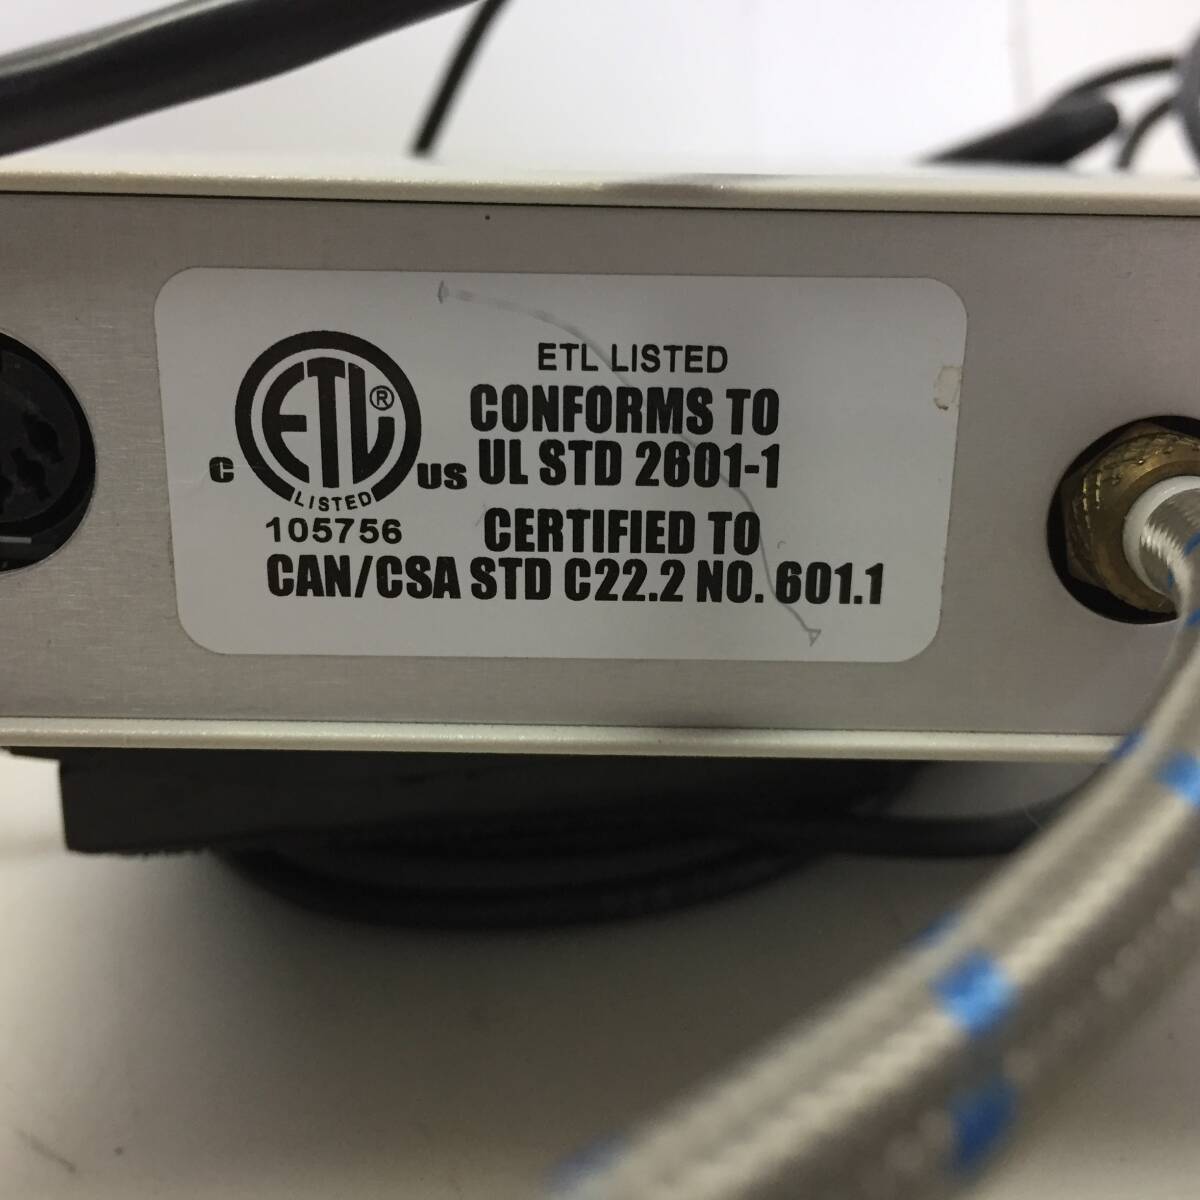 ETL LISTED
CONFORMS TO
UL STD 2601-1
CERTIFIED TO
CAN/CSA STD C22.2 NO. 601.1
ETL®
LISTED
C US
105756